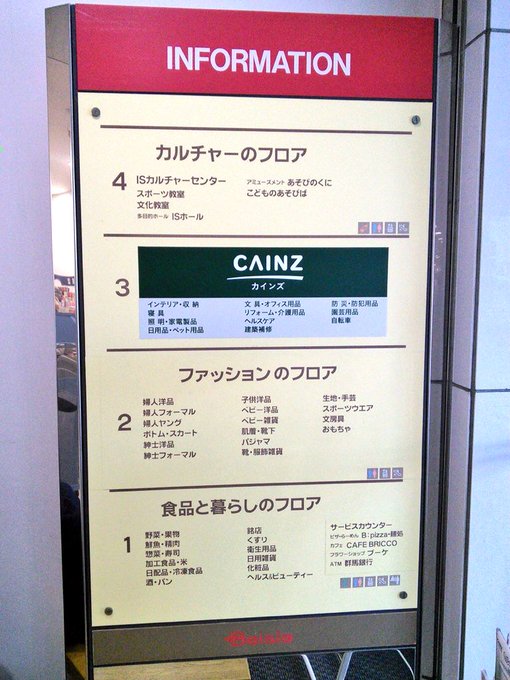 INFORMATION
カルチャーのフロア
4
ISカルチャーセンター
スポーツ教室
文化教室
多目的ホール ISホール
アミューズメント あそびのくに
こどものあそびば
3
CAINZ
カインズ
インテリア・収納
寝具
照明・家電製品
日用品・ペット用品
文具・オフィス用品
リフォーム・介護用品
ヘルスケア
建築補修
防災・防犯用品
園芸用品
自転車
ファッションのフロア
2
婦人洋品
婦人フォーマル
婦人ヤング
ボトム・スカート
紳士洋品
紳士フォーマル
子供洋品
ベビー洋品
ベビー雑貨
肌着・靴下
パジャマ
靴・服飾雑貨
生地・手芸
スポーツウエア
文房具
おもちゃ
食品と暮らしのフロア
1
野菜・果物
鮮魚・精肉
惣菜・寿司
加工食品・米
日配品・冷凍食品
酒・パン
銘店
くすり
衛生用品
日用雑貨
化粧品
ヘルス&ビューティー
サービスカウンター
ピザ・らーめん B:pizza・麺処
カフェ CAFE BRICCO
フラワーショップ ブーケ
ATM 群馬銀行